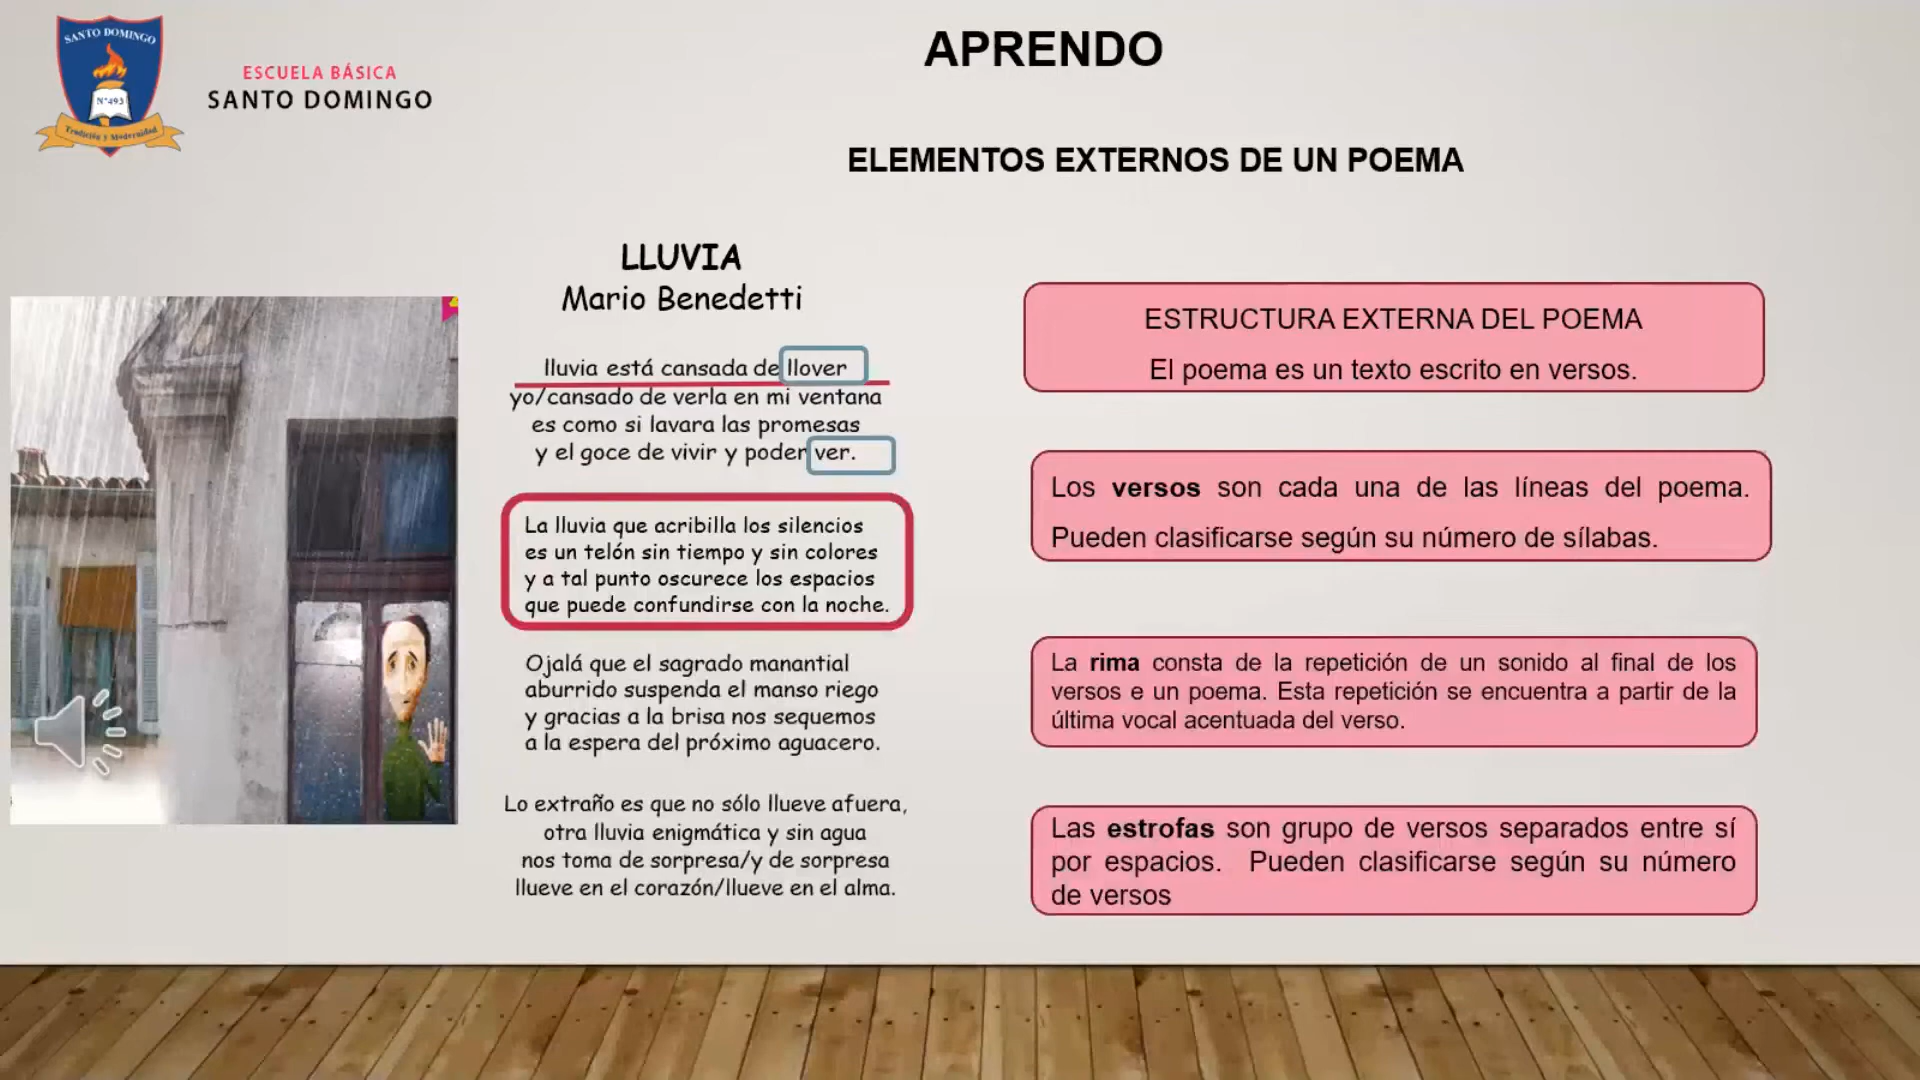 SANTO DOMINGO
N°493
Tradición y Modernidad
ESCUELA BÁSICA
SANTO DOMINGO
APRENDO
ELEMENTOS EXTERNOS DE UN POEMA
LLUVIA
Mario Benedetti
lluvia está cansada de llover
yo/cansado de verla en mi ventana
es como si lavara las promesas
y el goce de vivir y poder ver.
La lluvia que acribilla los silencios
es un telón sin tiempo y sin colores
y a tal punto oscurece los espacios
que puede confundirse con la noche.
Ojalá que el sagrado manantial
aburrido suspenda el manso riego
y gracias a la brisa nos sequemos
a la espera del próximo aguacero.
Lo extraño es que no sólo llueve afuera,
otra lluvia enigmática y sin agua
nos toma de sorpresa/y de sorpresa
llueve en el corazón/llueve en el alma.
ESTRUCTURA EXTERNA DEL POEMA
El poema es un texto escrito en versos.
Los versos son cada una de las líneas del poema.
Pueden clasificarse según su número de sílabas.
La rima consta de la repetición de un sonido al final de los
versos e un poema. Esta repetición se encuentra a partir de la
última vocal acentuada del verso.
Las estrofas son grupo de versos separados entre sí
por espacios. Pueden clasificarse según su número
de versos